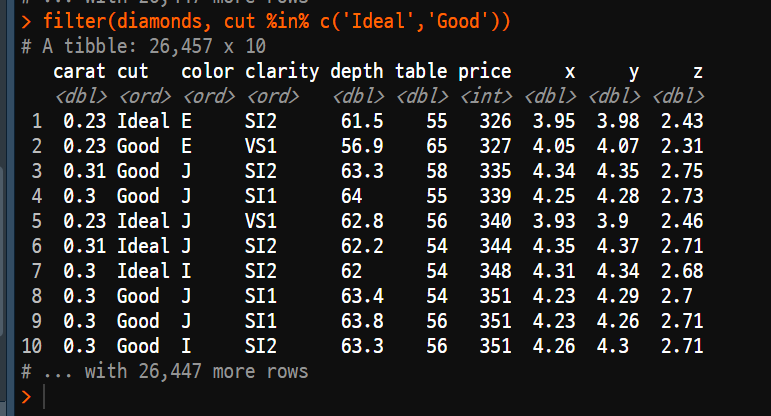 # ... with 26,447 more rows
> filter(diamonds, cut %in% c('Ideal','Good'))
# A tibble: 26,457 x 10
carat cut color clarity depth table price x y z
<dbl> <ord> <ord> <ord> <dbl> <dbl> <int> <dbl> <dbl> <dbl>
1 0.23 Ideal E SI2 61.5 55 326 3.95 3.98 2.43
2 0.23 Good E VS1 56.9 65 327 4.05 4.07 2.31
3 0.31 Good J SI2 63.3 58 335 4.34 4.35 2.75
4 0.3 Good J SI1 64 55 339 4.25 4.28 2.73
5 0.23 Ideal J VS1 62.8 56 340 3.93 3.9 2.46
6 0.31 Ideal J SI2 62.2 54 344 4.35 4.37 2.71
7 0.3 Ideal I SI2 62 54 348 4.31 4.34 2.68
8 0.3 Good J SI1 63.4 54 351 4.23 4.29 2.7
9 0.3 Good J SI1 63.8 56 351 4.23 4.26 2.71
10 0.3 Good I SI2 63.3 56 351 4.26 4.3 2.71
# ... with 26,447 more rows
>